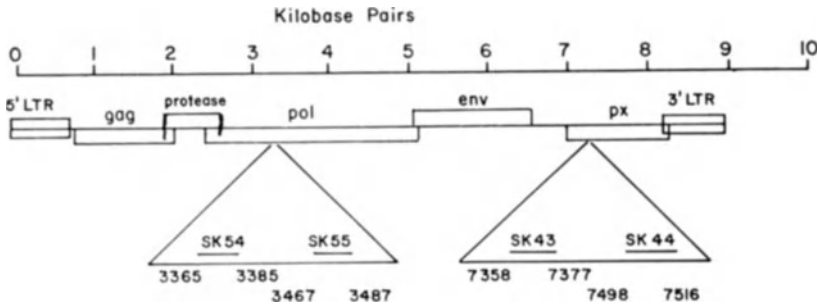 Kilobase Pairs
0 1 2 3 4 5 6 7 8 9 10
5' LTR gag protease pol env px 3' LTR
SK54 SK55 SK43 SK44
3365 3385 7358 7377
3467 3487 7498 7516